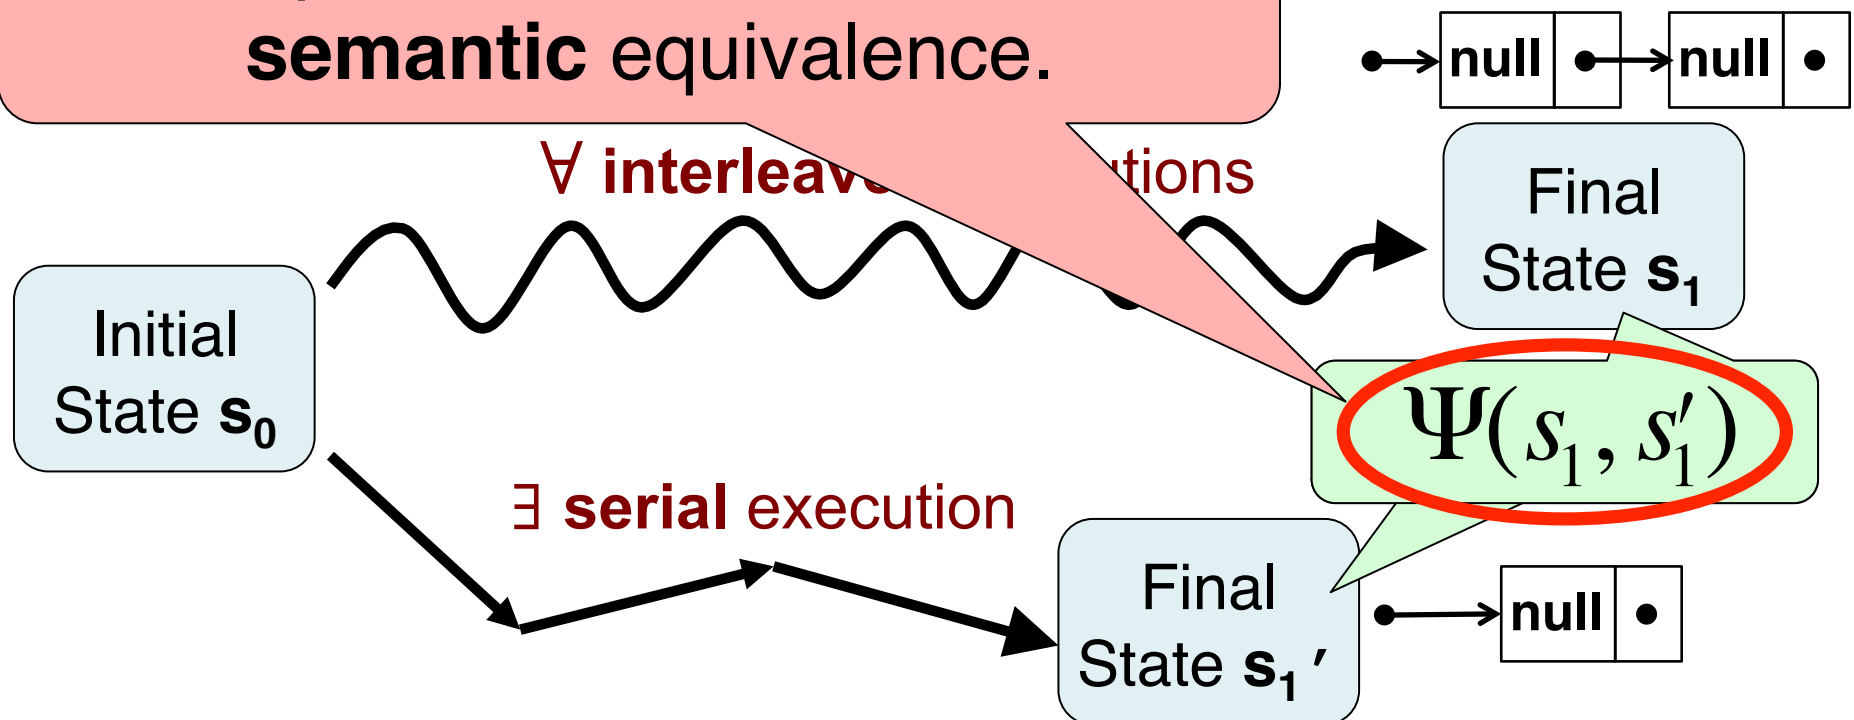 semantic equivalence.
null null
∀ interleave tions
Final
State s₁
Initial
State s₀
Ψ(s₁, s₁′)
∃ serial execution
Final
State s₁′
null